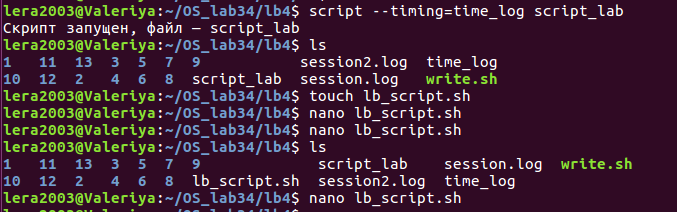 lera2003@Valeriya:~/OS_lab34/lb4$ script --timing=time_log script_lab
Скрипт запущен, файл — script_lab
lera2003@Valeriya:~/OS_lab34/lb4$ ls
1 11 13 3 5 7 9 session2.log time_log
10 12 2 4 6 8 script_lab session.log write.sh
lera2003@Valeriya:~/OS_lab34/lb4$ touch lb_script.sh
lera2003@Valeriya:~/OS_lab34/lb4$ nano lb_script.sh
lera2003@Valeriya:~/OS_lab34/lb4$ nano lb_script.sh
lera2003@Valeriya:~/OS_lab34/lb4$ ls
1 11 13 3 5 7 9 script_lab session.log write.sh
10 12 2 4 6 8 lb_script.sh session2.log time_log
lera2003@Valeriya:~/OS_lab34/lb4$ nano lb_script.sh